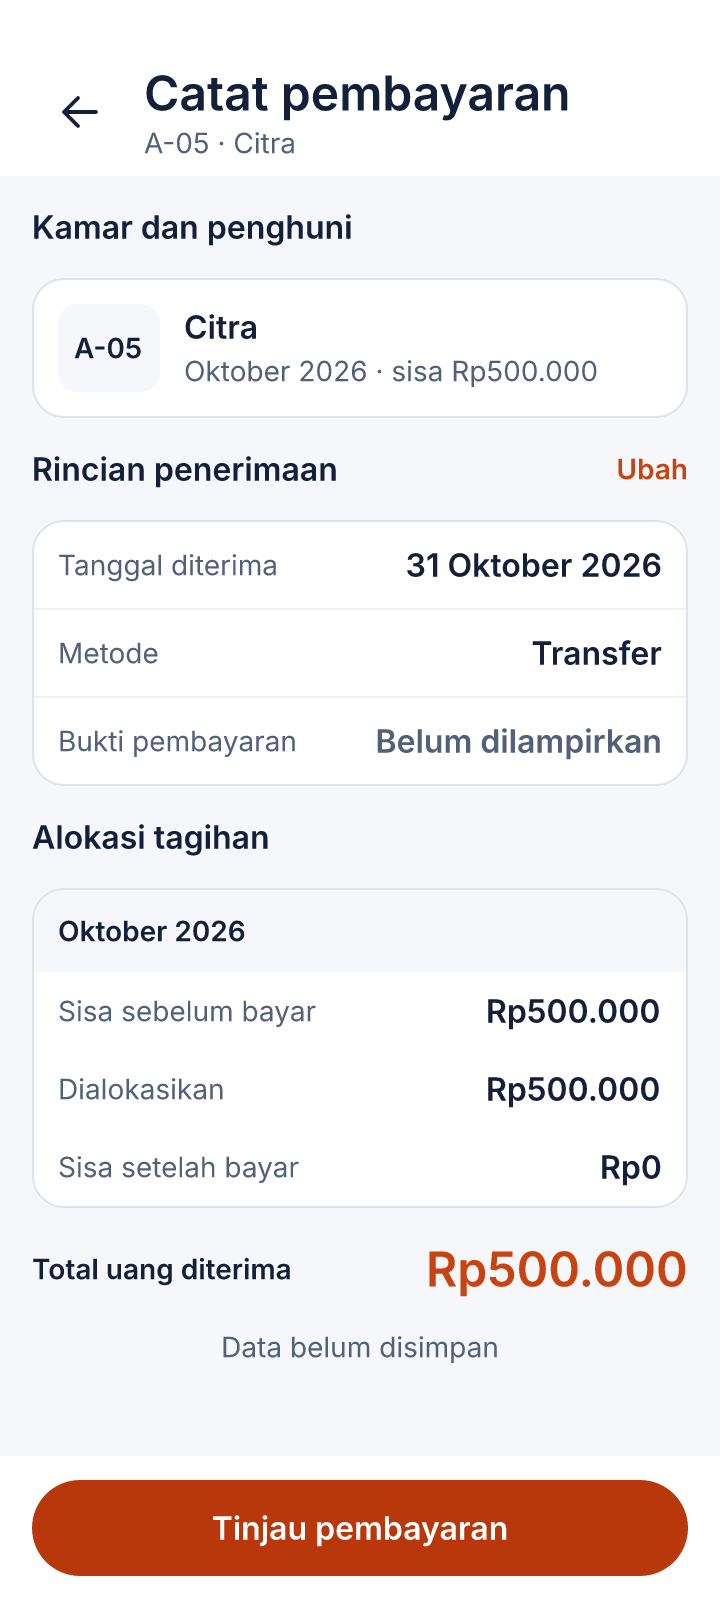 Catat pembayaran
A-05 · Citra
Kamar dan penghuni
A-05
Citra
Oktober 2026 · sisa Rp500.000
Rincian penerimaan
Ubah
Tanggal diterima
31 Oktober 2026
Metode
Transfer
Bukti pembayaran
Belum dilampirkan
Alokasi tagihan
Oktober 2026
Sisa sebelum bayar
Rp500.000
Dialokasikan
Rp500.000
Sisa setelah bayar
Rp0
Total uang diterima
Rp500.000
Data belum disimpan
Tinjau pembayaran